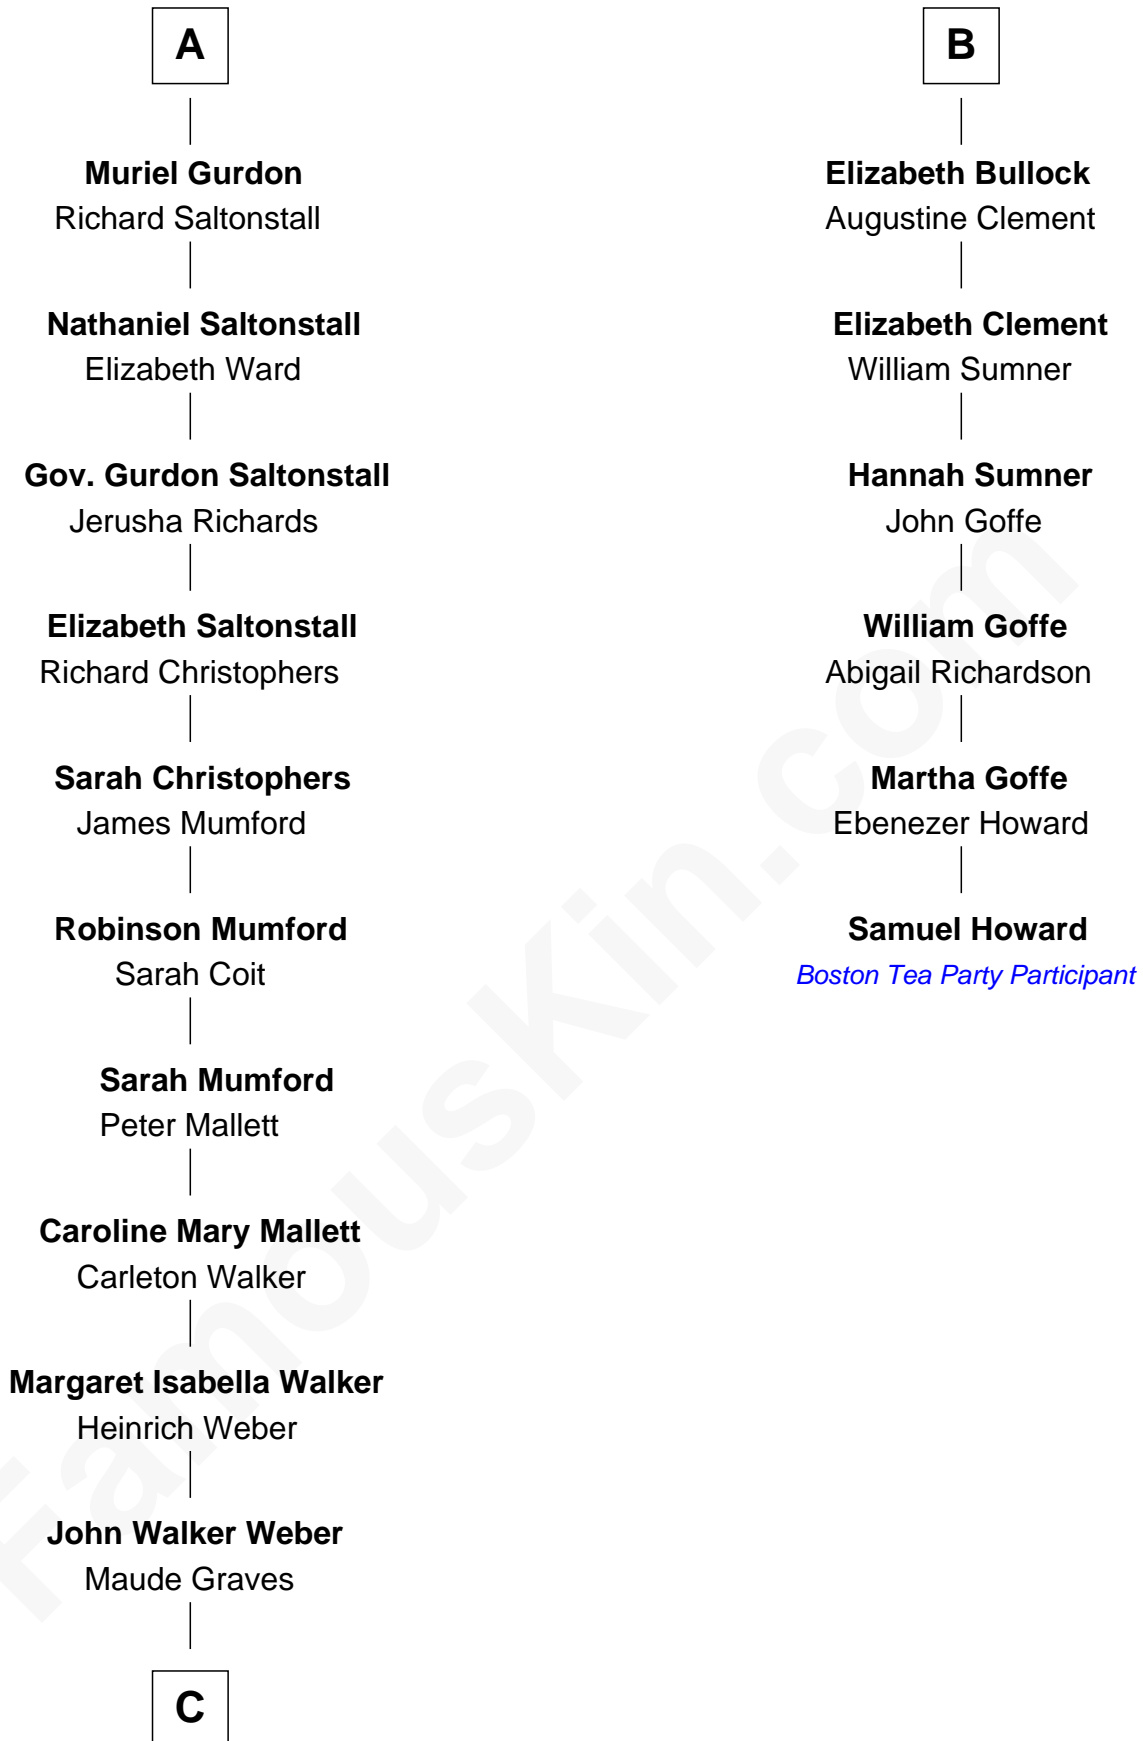 A
Muriel Gurdon
Richard Saltonstall
Nathaniel Saltonstall
Elizabeth Ward
Gov. Gurdon Saltonstall
Jerusha Richards
Elizabeth Saltonstall
Richard Christophers
Sarah Christophers
James Mumford
Robinson Mumford
Sarah Coit
Sarah Mumford
Peter Mallett
Caroline Mary Mallett
Carleton Walker
Margaret Isabella Walker
Heinrich Weber
John Walker Weber
Maude Graves
C
B
Elizabeth Bullock
Augustine Clement
Elizabeth Clement
William Sumner
Hannah Sumner
John Goffe
William Goffe
Abigail Richardson
Martha Goffe
Ebenezer Howard
Samuel Howard
Boston Tea Party Participant
FamousKin.com